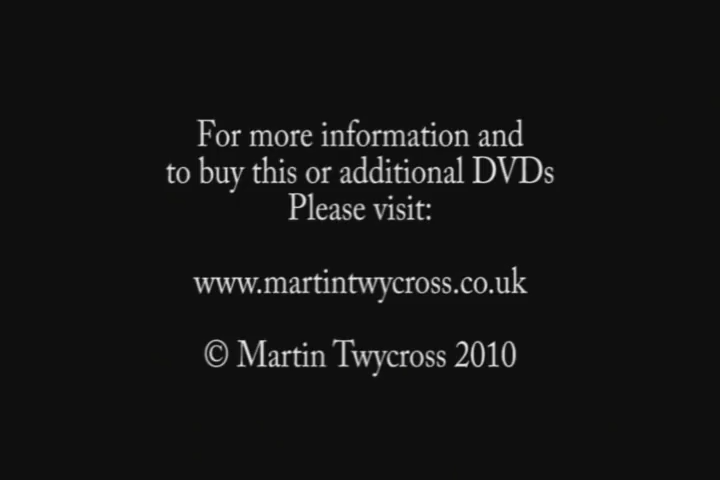 For more information and
to buy this or additional DVDs
Please visit:
www.martintwycross.co.uk
© Martin Twycross 2010